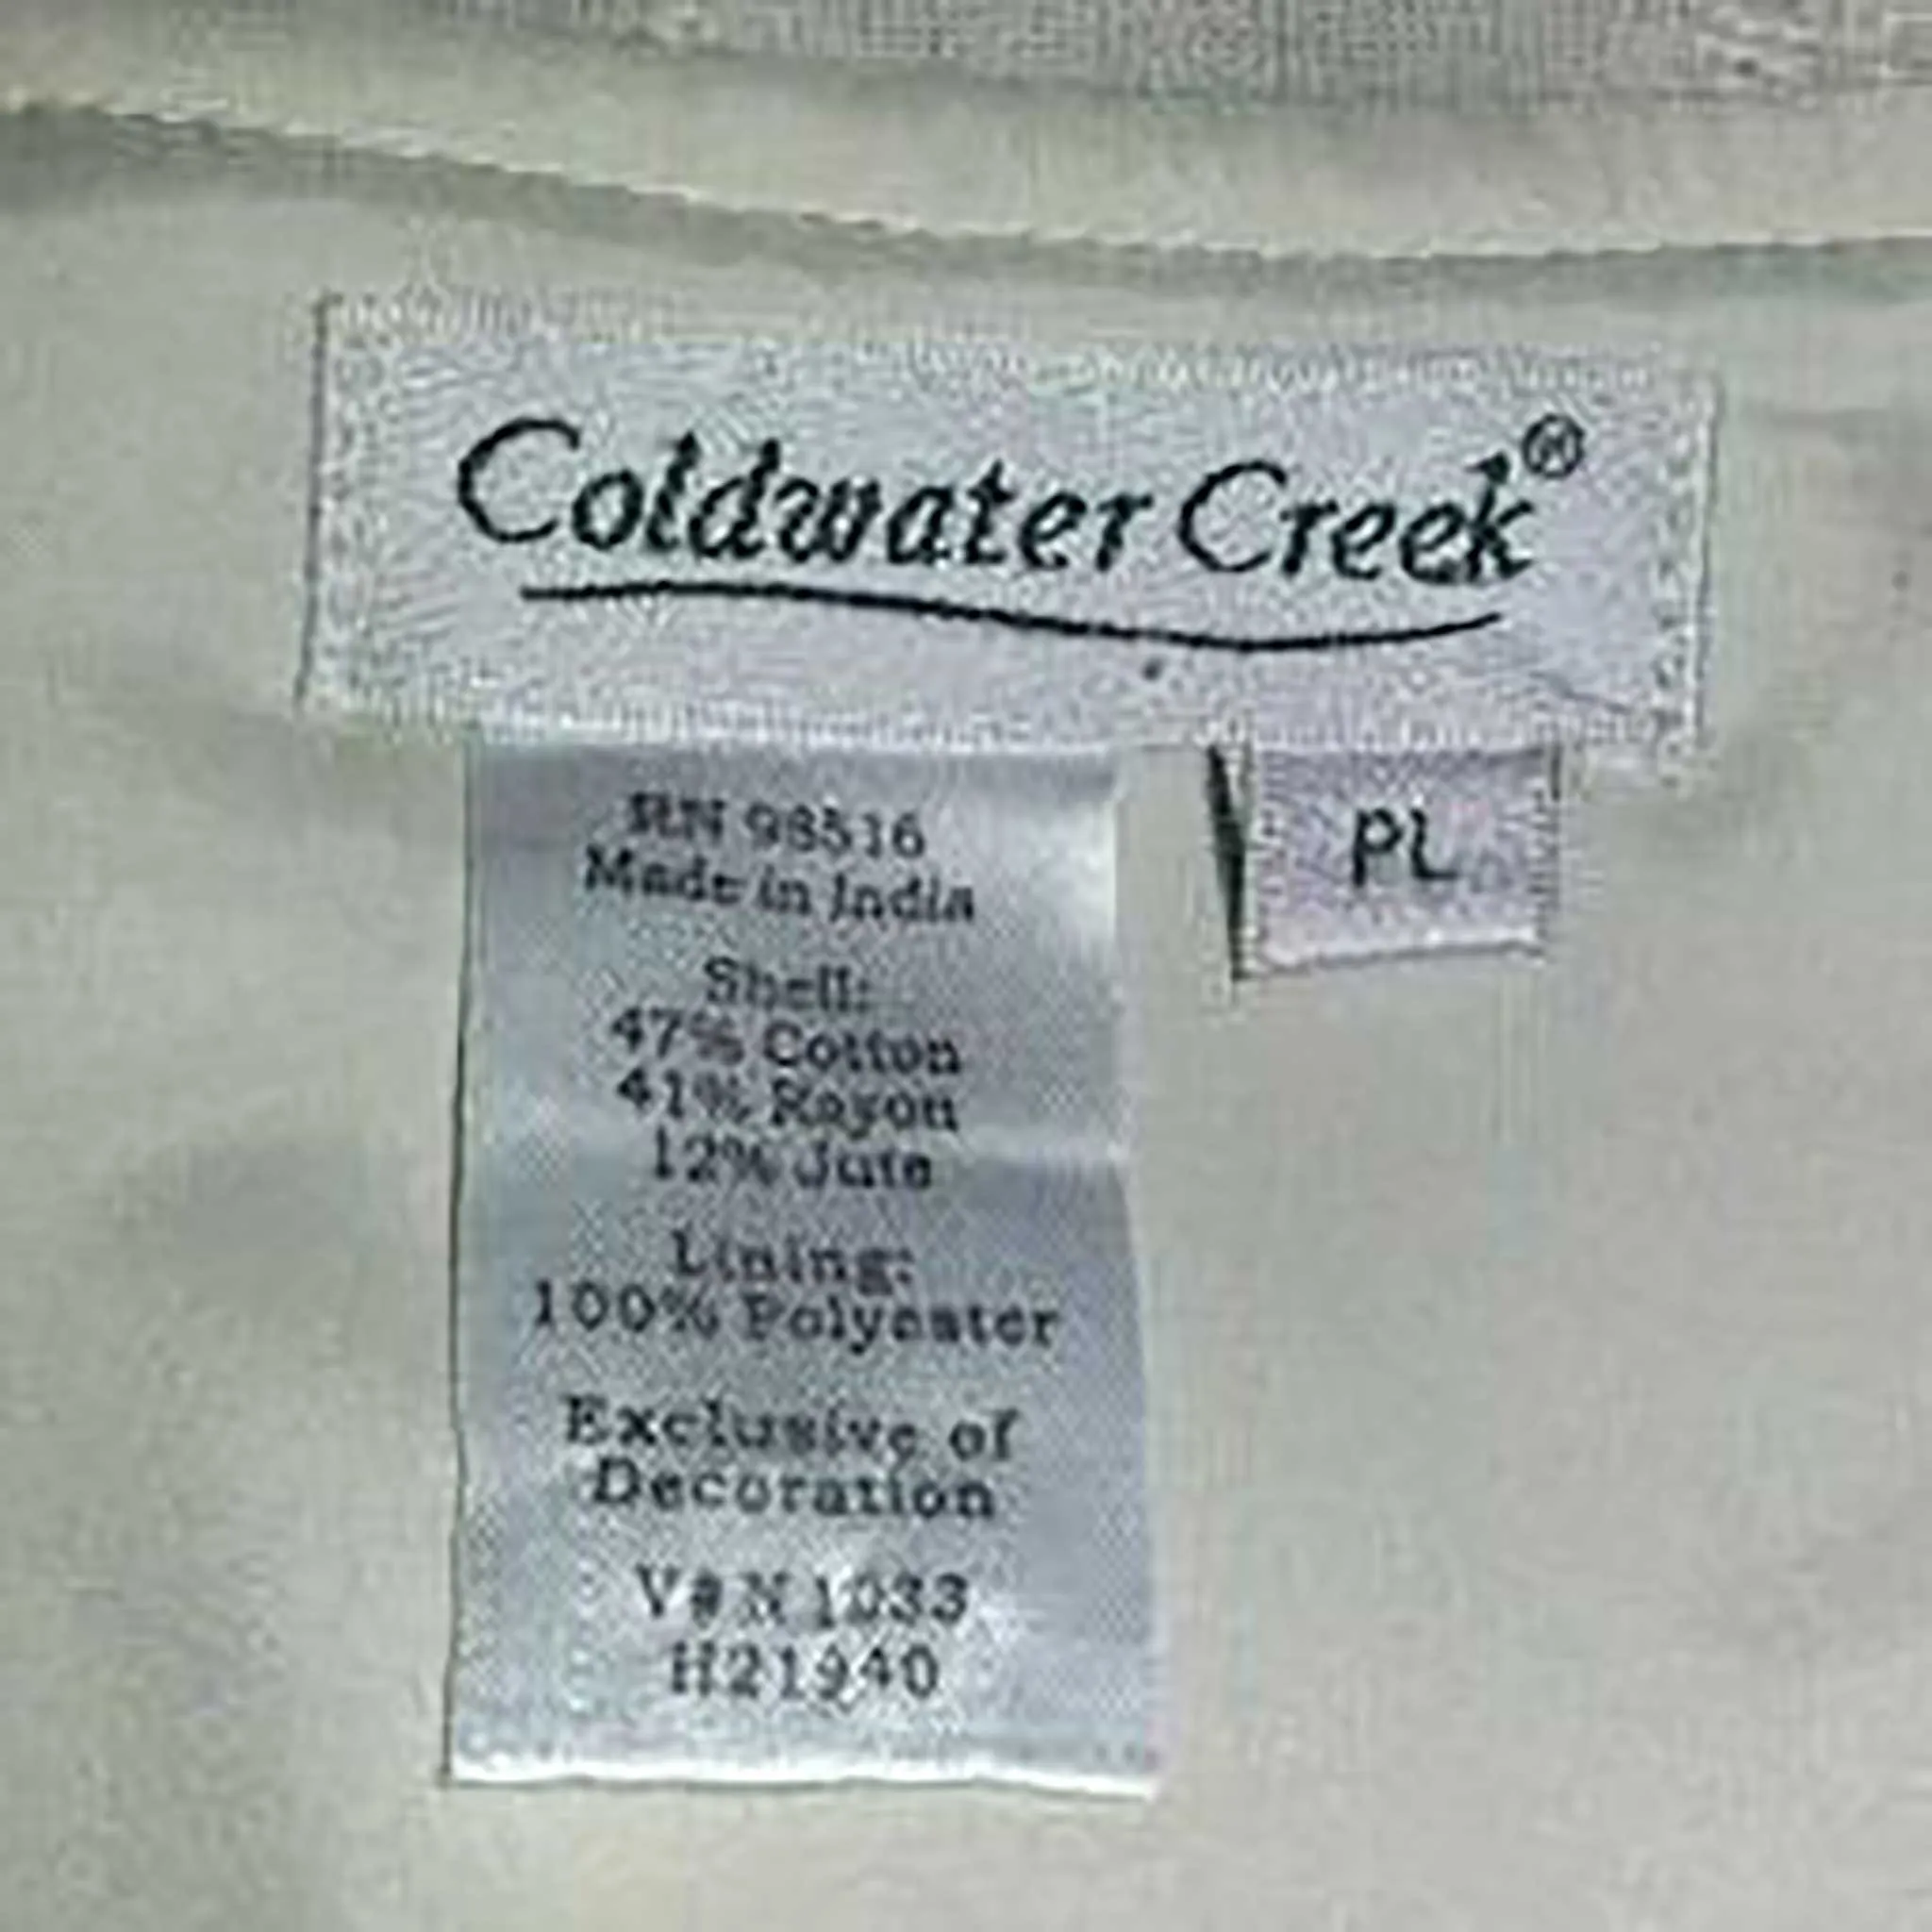 Coldwater Creek®
PL
RN 98516
Made in India
Shell:
47% Cotton
41% Rayon
12% Jute
Lining:
100% Polyester
Exclusive of
Decoration
V# N1033
H21940